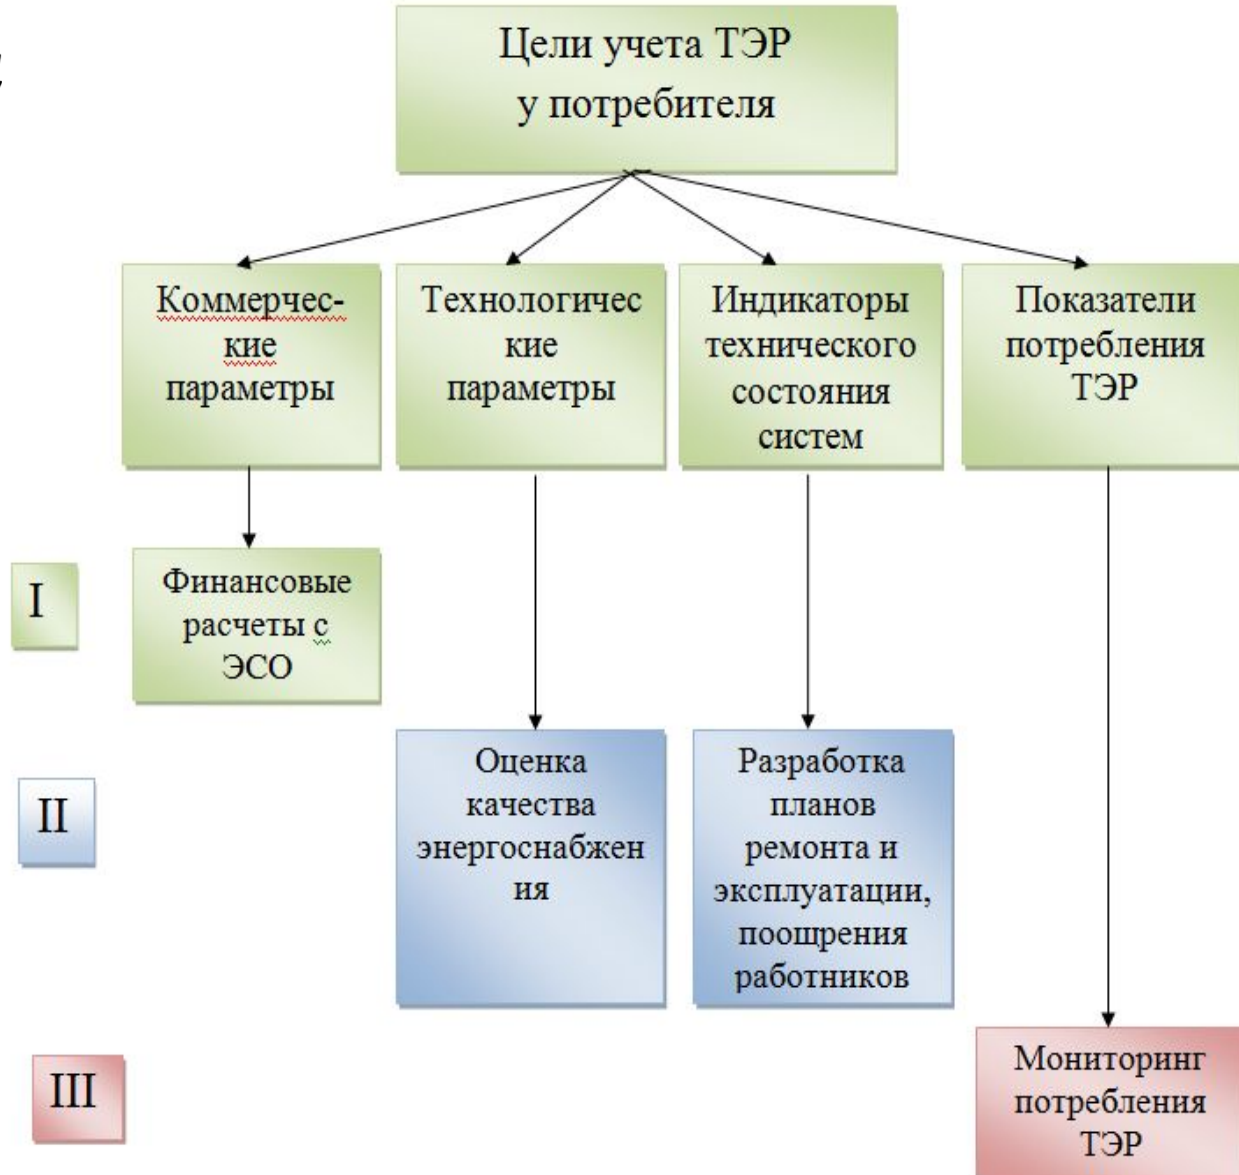 Цели учета ТЭР
у потребителя
Коммерчес-
кие
параметры
Технологичес
кие
параметры
Индикаторы
технического
состояния
систем
Показатели
потребления
ТЭР
I
Финансовые
расчеты с
ЭСО
II
Оценка
качества
энергоснабжен
ия
Разработка
планов
ремонта и
эксплуатации,
поощрения
работников
III
Мониторинг
потребления
ТЭР